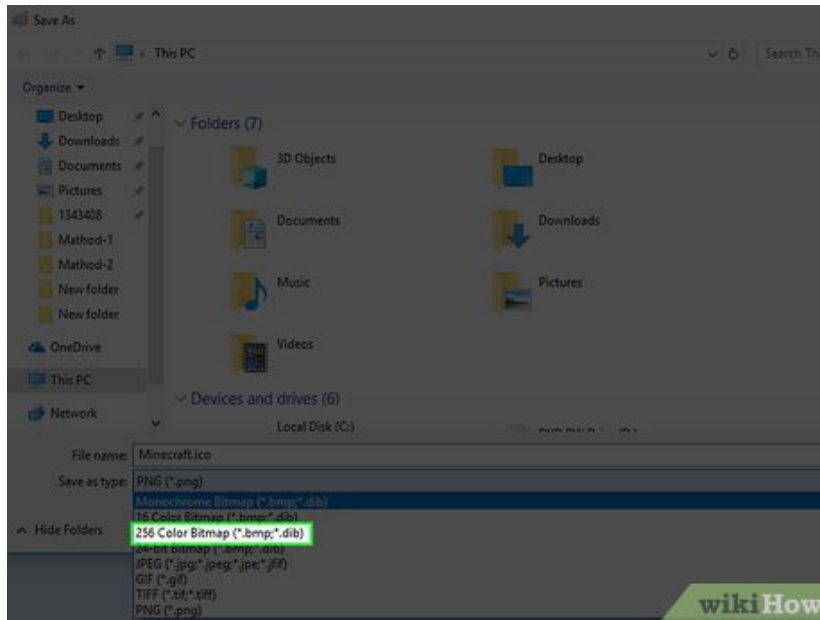 Save As
This PC
Search Th
Organize
Desktop
Downloads
Documents
Pictures
1343408
Mathod-1
Mathod-2
New folder
New folder
OneDrive
This PC
Network
Folders (7)
3D Objects
Desktop
Documents
Downloads
Music
Pictures
Videos
Devices and drives (6)
Local Disk (C:)
File name: Minecraft.ico
Save as type: PNG (*.png)
Monochrome Bitmap (*.bmp;*.dib)
16 Color Bitmap (*.bmp;*.dib)
256 Color Bitmap (*.bmp;*.dib)
24-bit Bitmap (*.bmp;*.dib)
JPEG (*.jpg;*.jpeg;*.jpe;*.jfif)
GIF (*.gif)
TIFF (*.tif;*.tiff)
PNG (*.png)
Hide Folders
wikiHow